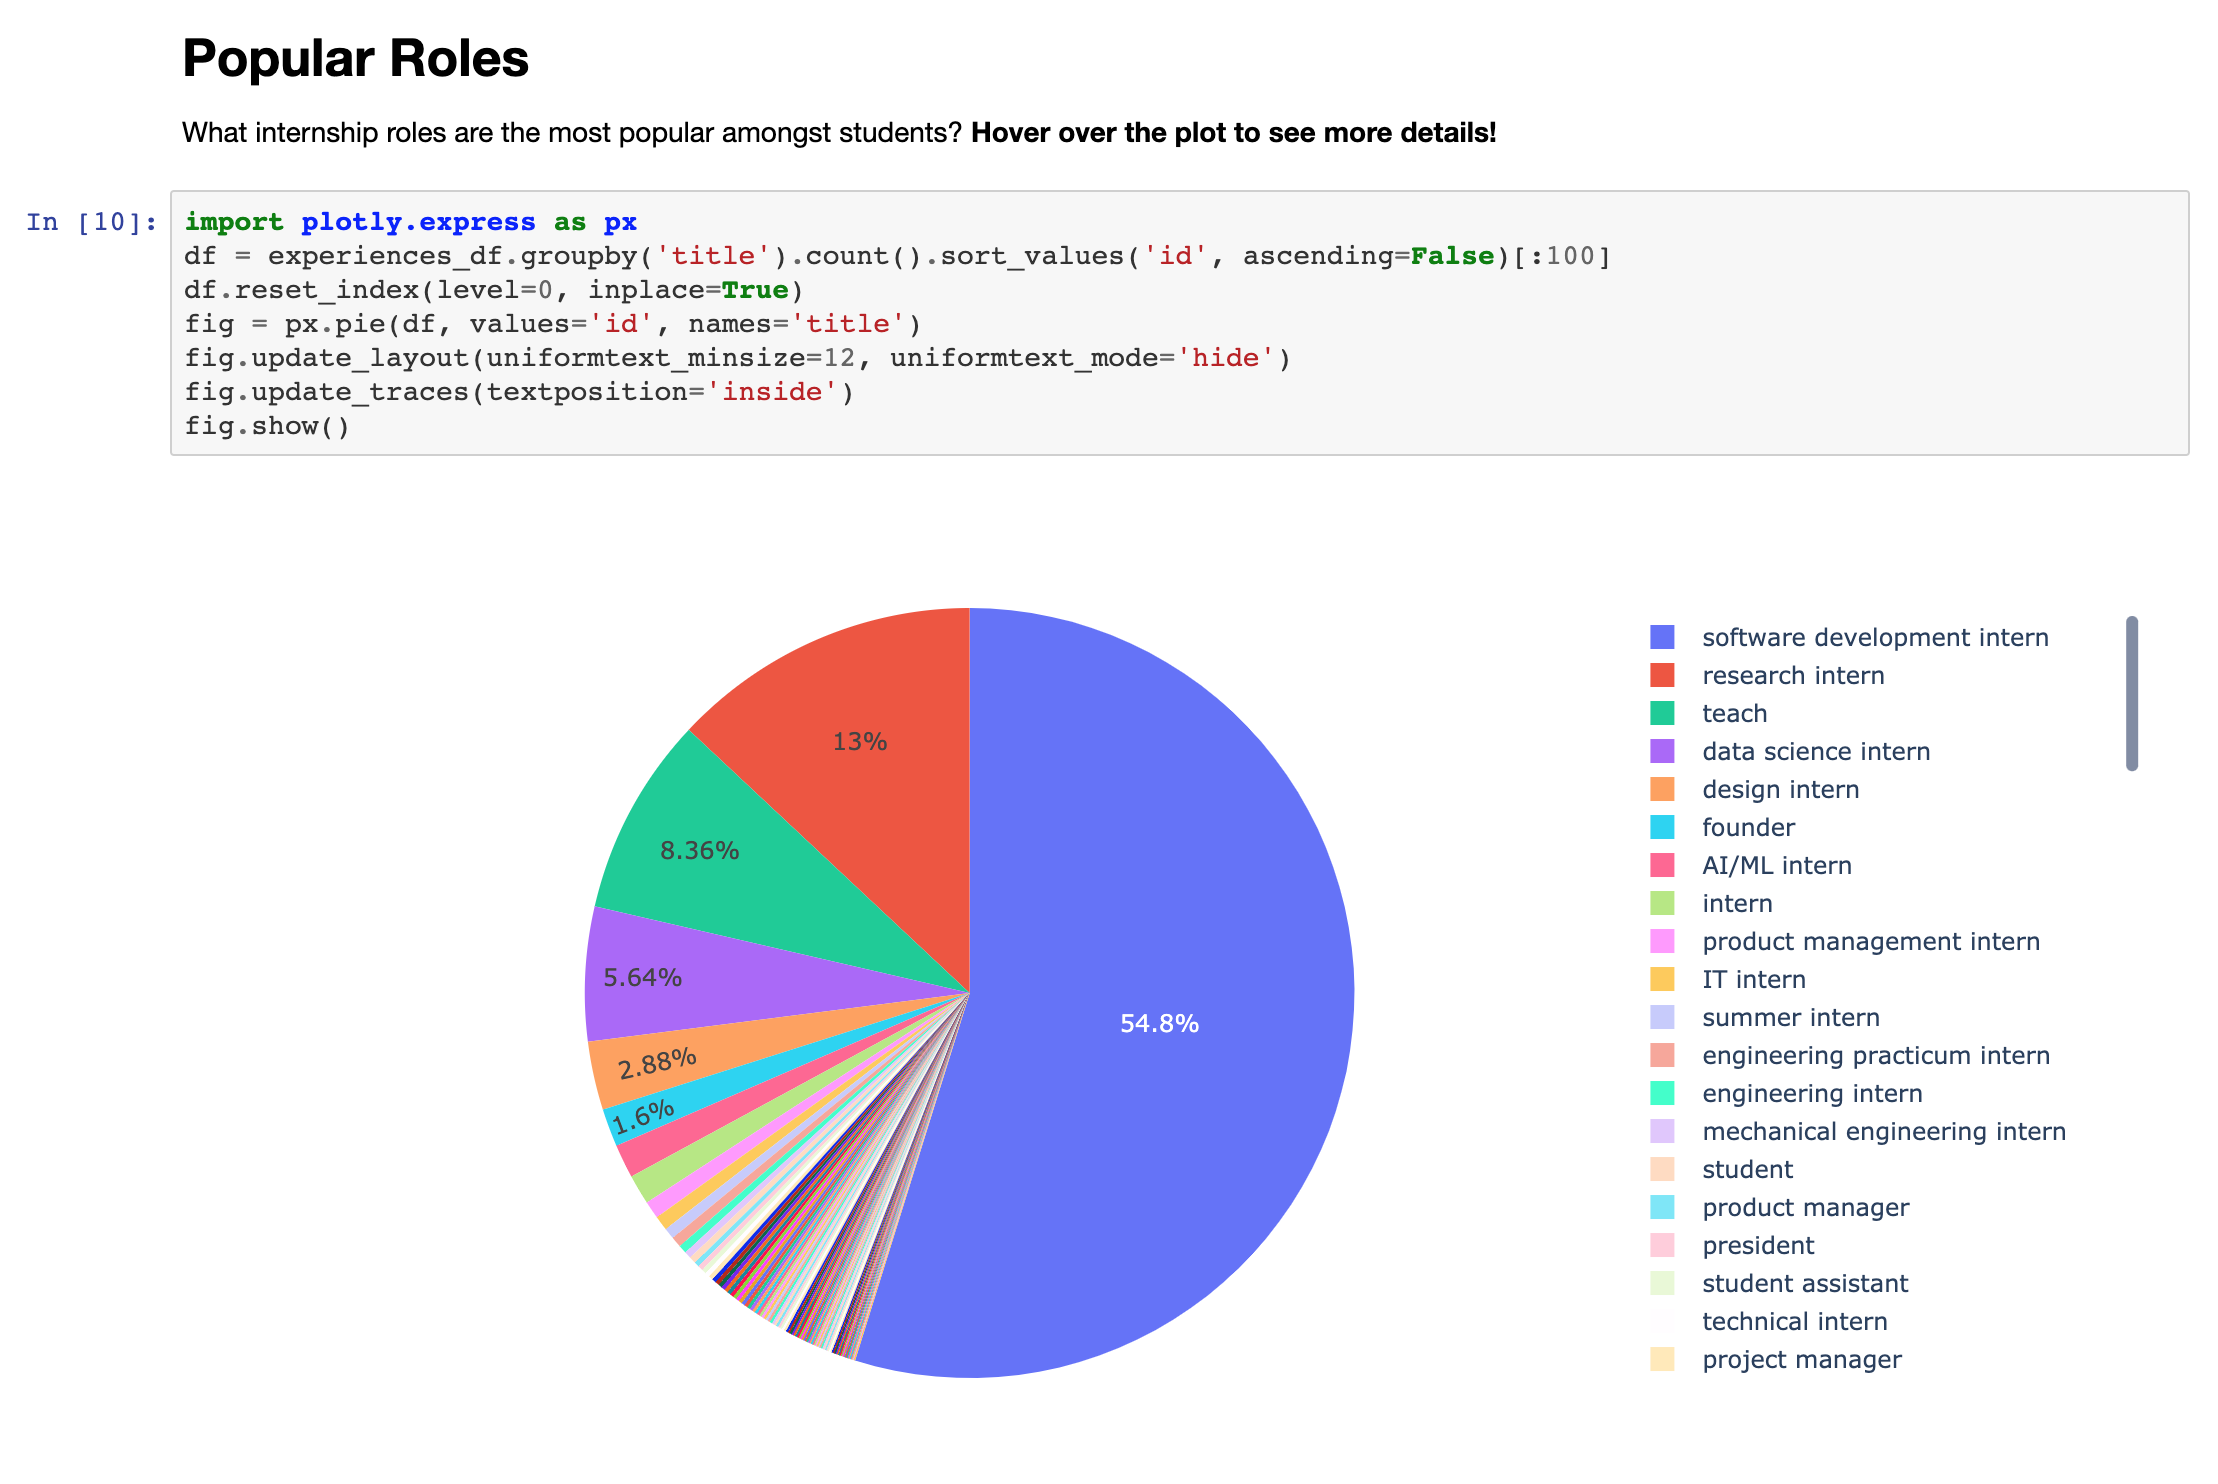 Popular Roles
What internship roles are the most popular amongst students? Hover over the plot to see more details!
In [10]:
import plotly.express as px
df = experiences_df.groupby('title').count().sort_values('id', ascending=False)[:100]
df.reset_index(level=0, inplace=True)
fig = px.pie(df, values='id', names='title')
fig.update_layout(uniformtext_minsize=12, uniformtext_mode='hide')
fig.update_traces(textposition='inside')
fig.show()
13%
8.36%
5.64%
2.88%
1.6%
54.8%
software development intern
research intern
teach
data science intern
design intern
founder
AI/ML intern
intern
product management intern
IT intern
summer intern
engineering practicum intern
engineering intern
mechanical engineering intern
student
product manager
president
student assistant
technical intern
project manager